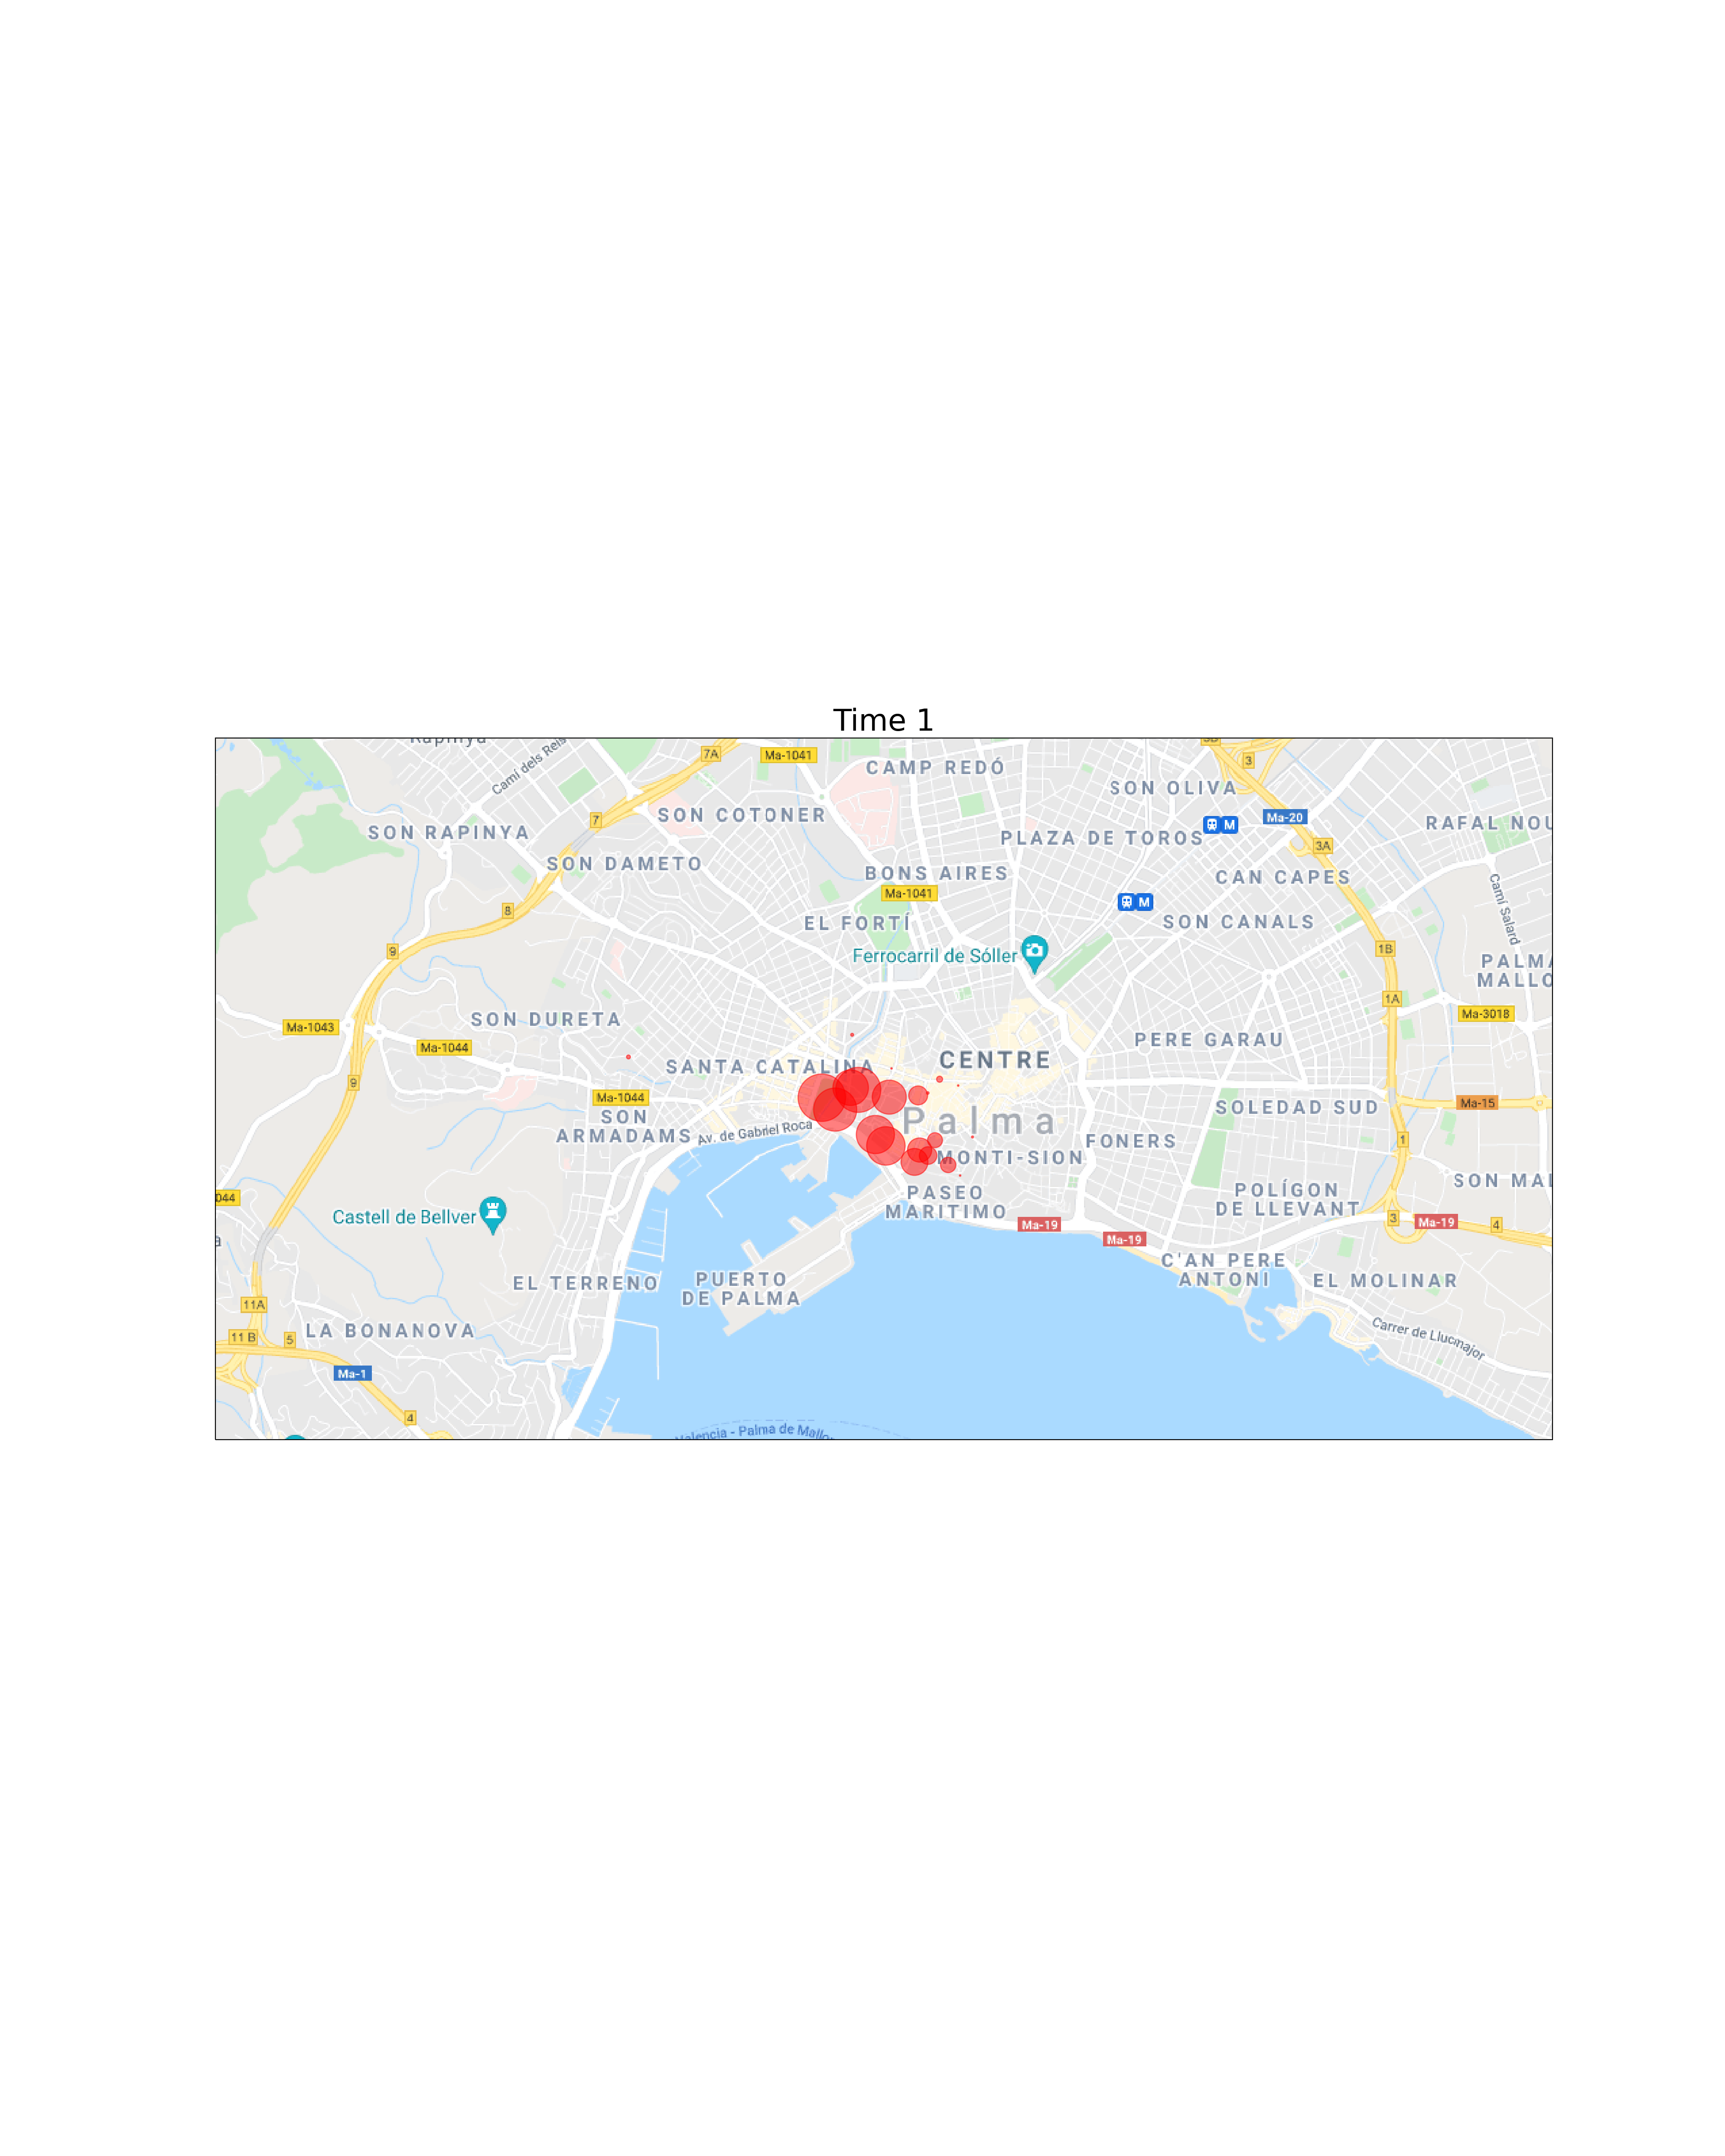 Time 1
Rapinya
Camí dels Reis
7A
Ma-1041
CAMP REDÓ
3
SON OLIVA
SON COTONER
7
Ma-20
SON RAPINYA
M
RAFAL NOU
PLAZA DE TOROS
3A
SON DAMETO
BONS AIRES
CAN CAPES
Ma-1041
M
Camí Salard
8
EL FORTÍ
SON CANALS
9
1B
Ferrocarril de Sóller
PALMA
MALLO
1A
Ma-3018
SON DURETA
Ma-1043
PERE GARAU
Ma-1044
CENTRE
SANTA CATALINA
9
Ma-1044
SOLEDAD SUD
Ma-15
SON
ARMADAMS
Av. de Gabriel Roca
Palma
FONERS
1
MONTI-SION
SON MAI
044
PASEO
MARITIMO
POLÍGON
DE LLEVANT
Castell de Bellver
Ma-19
3
Ma-19
4
a
Ma-19
C'AN PERE
ANTONI
EL TERRENO
PUERTO
DE PALMA
EL MOLINAR
11A
LA BONANOVA
11 B
5
Carrer de Llucmajor
Ma-1
4
Valencia - Palma de Mallo